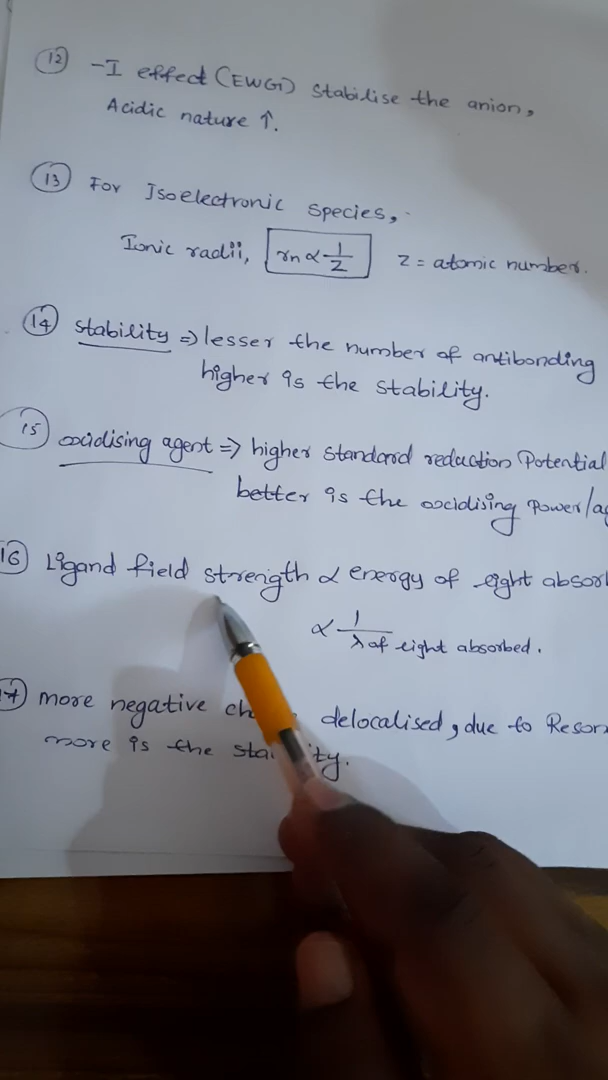 12 -I effect (EWG) stabilise the anion,
Acidic nature ↑.
13 For Isoelectronic species,
Ionic radii, rn ∝ 1/Z Z = atomic number.
14 stability ⇒ lesser the number of antibonding
higher is the stability.
15 oxidising agent ⇒ higher standard reduction Potential
better is the oxidising power/
16 Ligand field strength ∝ energy of light
∝ 1/λ of light absorbed.
more negative delocalised, due to
more is the